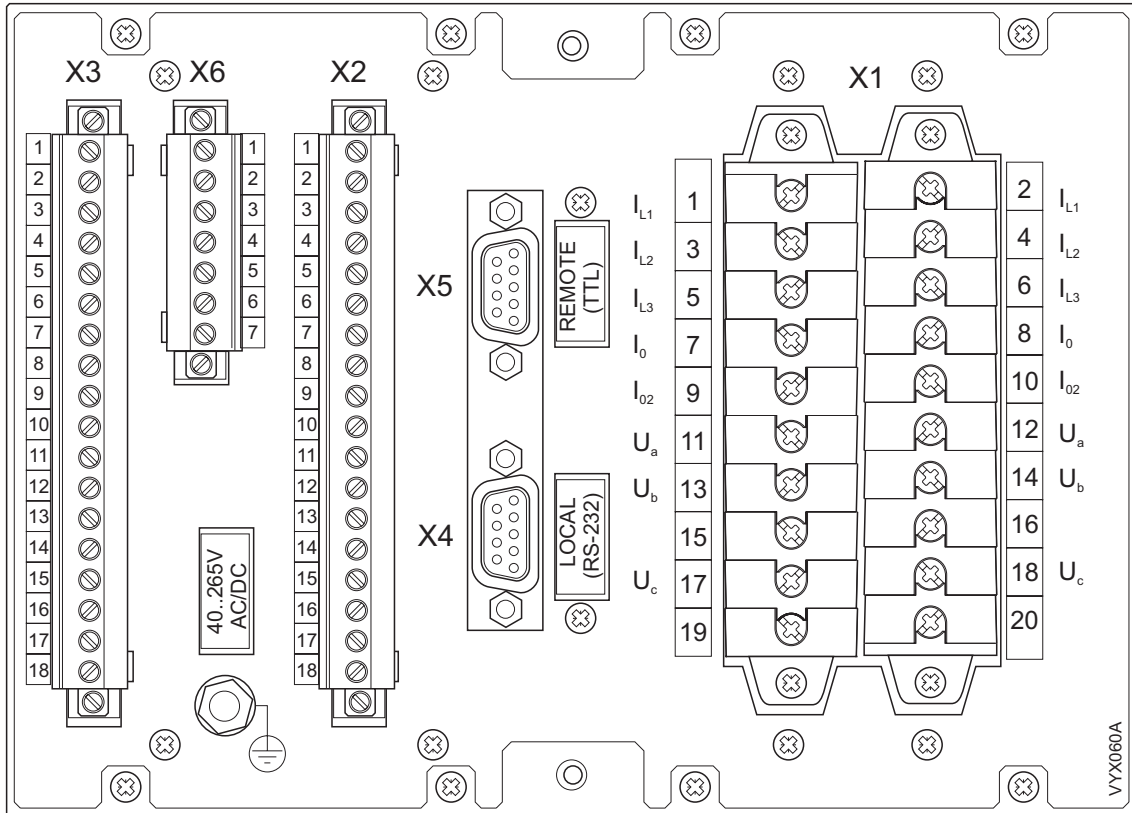 X3
X6
X2
X1
1
2
3
4
5
6
7
8
9
10
11
12
13
14
15
16
17
18
1
2
3
4
5
6
7
40..265V
AC/DC
1
2
3
4
5
6
7
8
9
10
11
12
13
14
15
16
17
18
X5
REMOTE
(TTL)
X4
LOCAL
(RS-232)
IL1 1
IL2 3
IL3 5
I0 7
I02 9
Ua 11
Ub 13
15
Uc 17
19
2 IL1
4 IL2
6 IL3
8 I0
10 I02
12 Ua
14 Ub
16
18 Uc
20
VYX060A